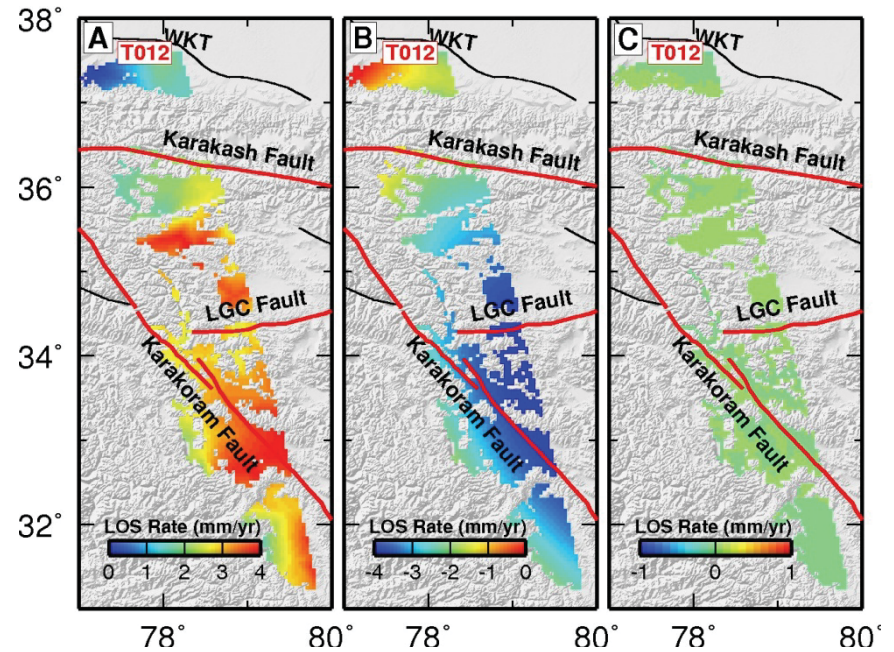 38°
36°
34°
32°
A
T012
WKT
Karakash Fault
LGC Fault
Karakoram Fault
LOS Rate (mm/yr)
0 1 2 3 4
78°
80°
B
T012
WKT
Karakash Fault
LGC Fault
Karakoram Fault
LOS Rate (mm/yr)
-4 -3 -2 -1 0
78°
80°
C
T012
WKT
Karakash Fault
LGC Fault
Karakoram Fault
LOS Rate (mm/yr)
-1 0 1
78°
80°